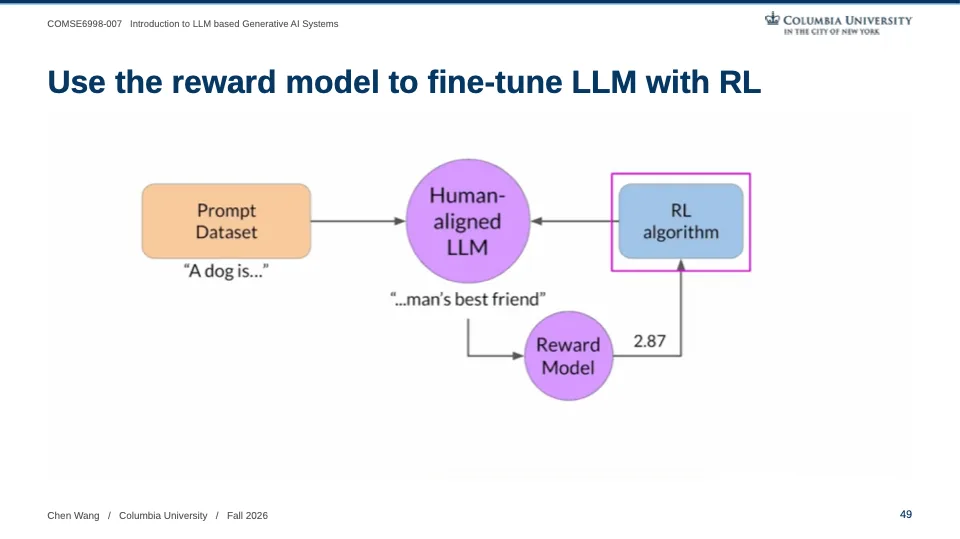 COMSE6998-007 Introduction to LLM based Generative AI Systems
COLUMBIA UNIVERSITY
IN THE CITY OF NEW YORK
Use the reward model to fine-tune LLM with RL
Prompt
Dataset
“A dog is...”
Human-
aligned
LLM
“...man’s best friend”
RL
algorithm
Reward
Model
2.87
Chen Wang / Columbia University / Fall 2026
49